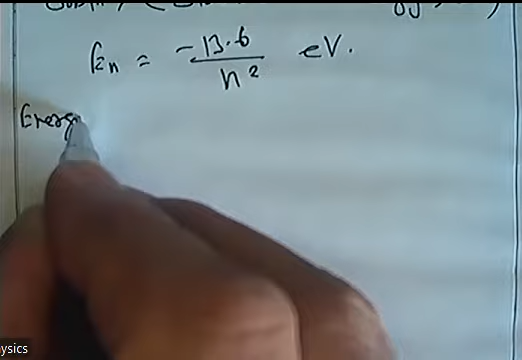 En = -13.6/n² eV.
Energ
ysics